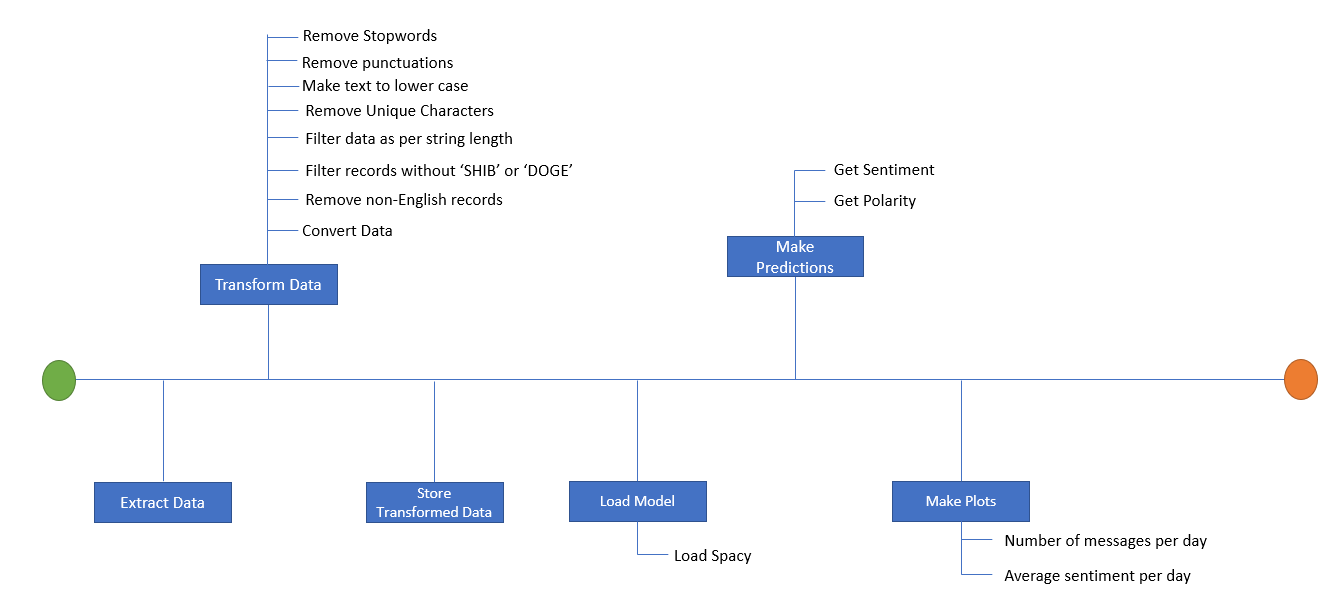 Remove Stopwords
Remove punctuations
Make text to lower case
Remove Unique Characters
Filter data as per string length
Filter records without ‘SHIB’ or ‘DOGE’
Remove non-English records
Convert Data
Transform Data
Get Sentiment
Get Polarity
Make
Predictions
Extract Data
Store
Transformed Data
Load Model
Load Spacy
Make Plots
Number of messages per day
Average sentiment per day